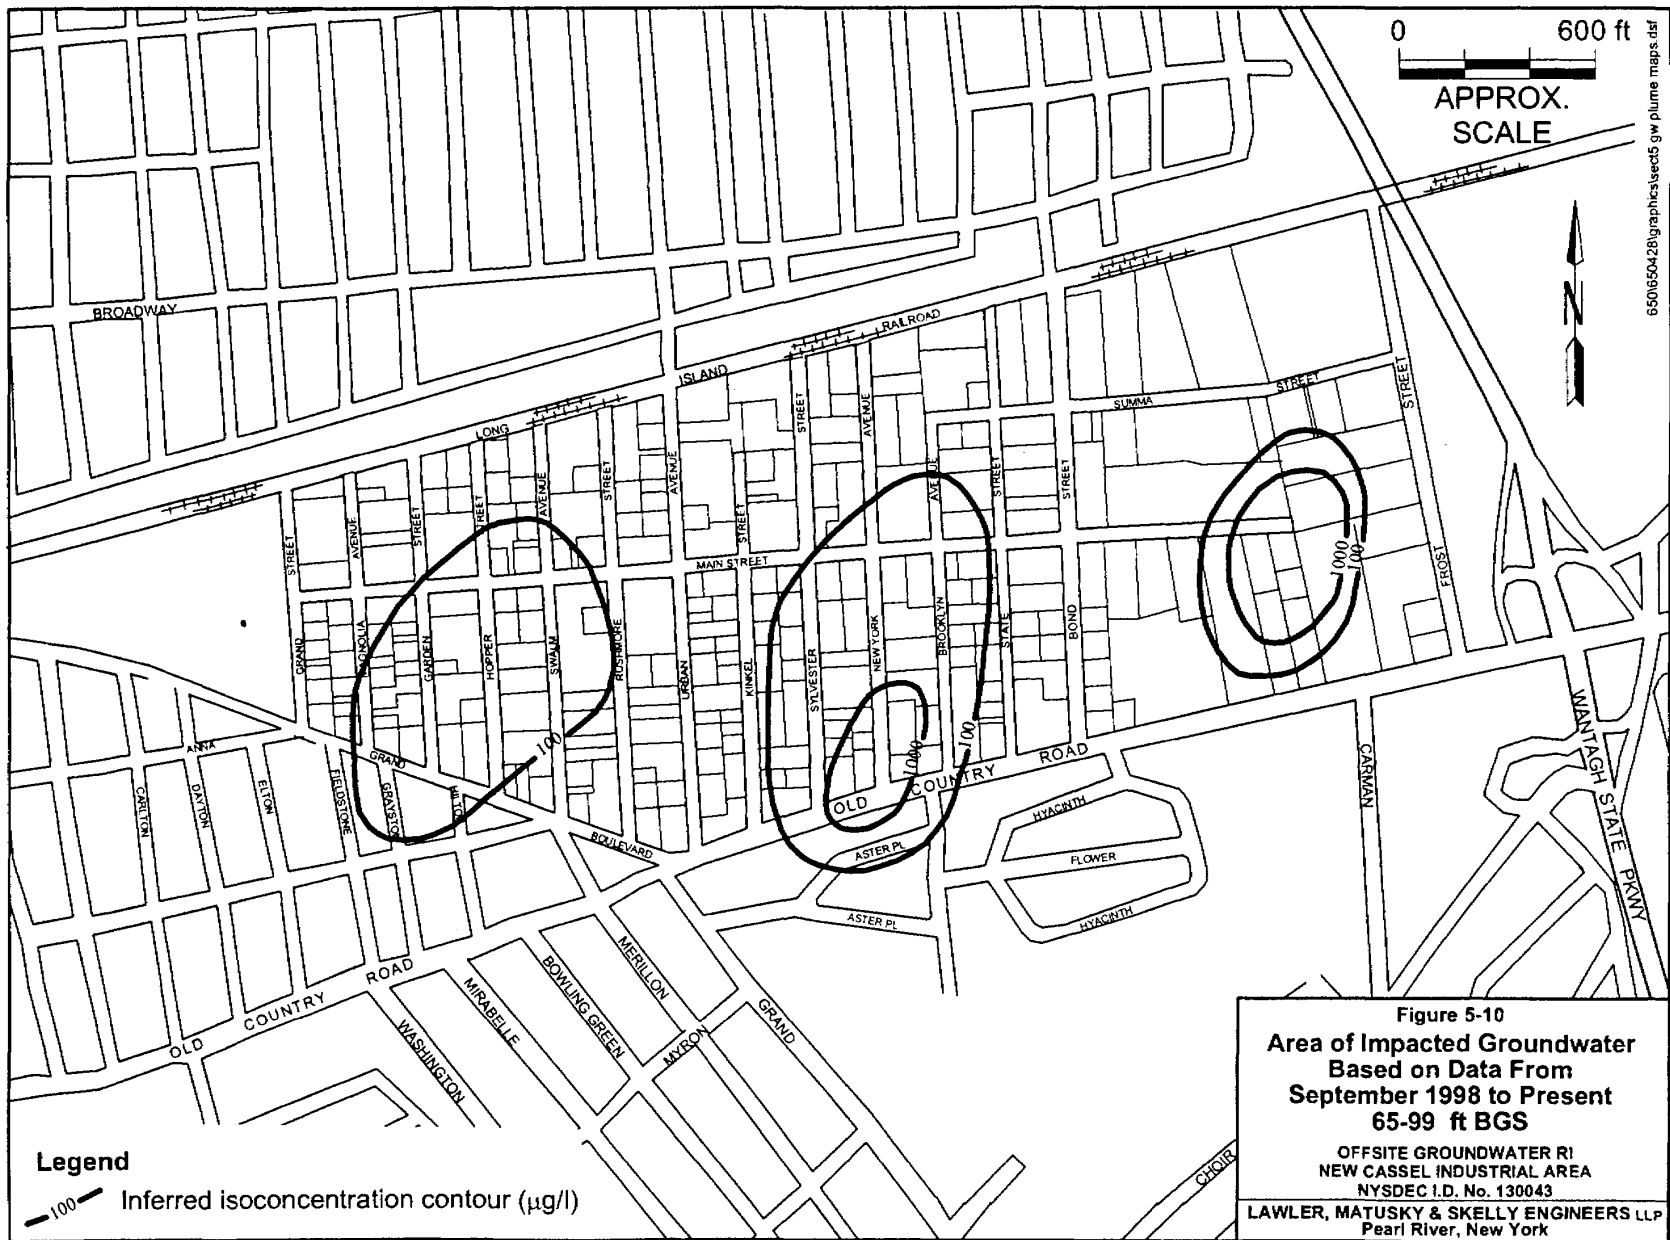 0 600 ft
APPROX.
SCALE
650\650428\graphics\sect5 gw plume maps.dsf
N
BROADWAY
LONG
ISLAND
RAILROAD
SUMMA
STREET
STREET
FROST
STREET
AVENUE
STREET
STREET
AVENUE
STREET
AVENUE
STREET
STREET
AVENUE
AVENUE
STREET
STREET
MAIN STREET
GRAND
MAGNOLIA
GARDEN
HOPPER
SWALM
RUSHMORE
URBAN
KINKEL
SYLVESTER
NEW YORK
BROOKLYN
STATE
BOND
100
1000
100
1000
100
ANNA
GRAND
BOULEVARD
CARLTON
DAYTON
ELTON
FIELDSTONE
GRAYSTONE
OLD
COUNTRY
ROAD
ASTER PL
ASTER PL
HYACINTH
FLOWER
HYACINTH
CARMAN
WANTAGH STATE PKWY
OLD
COUNTRY
ROAD
WASHINGTON
MIRABELLE
BOWLING GREEN
MERILLON
MYRON
GRAND
CHOIR
Figure 5-10
Area of Impacted Groundwater
Based on Data From
September 1998 to Present
65-99 ft BGS
OFFSITE GROUNDWATER RI
NEW CASSEL INDUSTRIAL AREA
NYSDEC I.D. No. 130043
LAWLER, MATUSKY & SKELLY ENGINEERS LLP
Pearl River, New York
Legend
100 Inferred isoconcentration contour (µg/l)